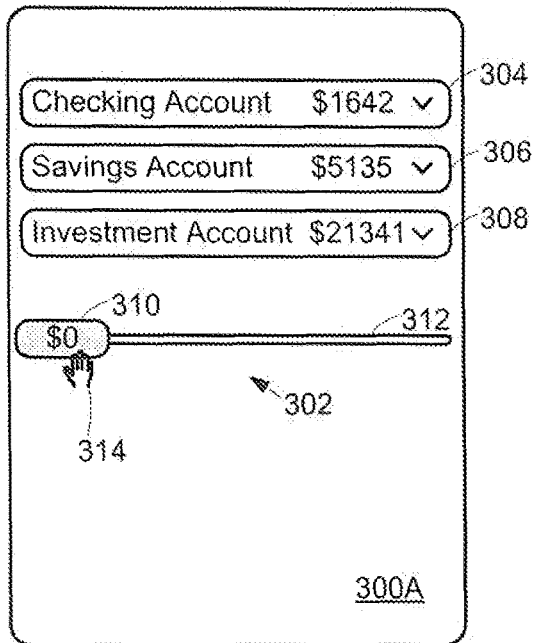 304
Checking Account $1642
306
Savings Account $5135
308
Investment Account $21341
310
312
$0
302
314
300A